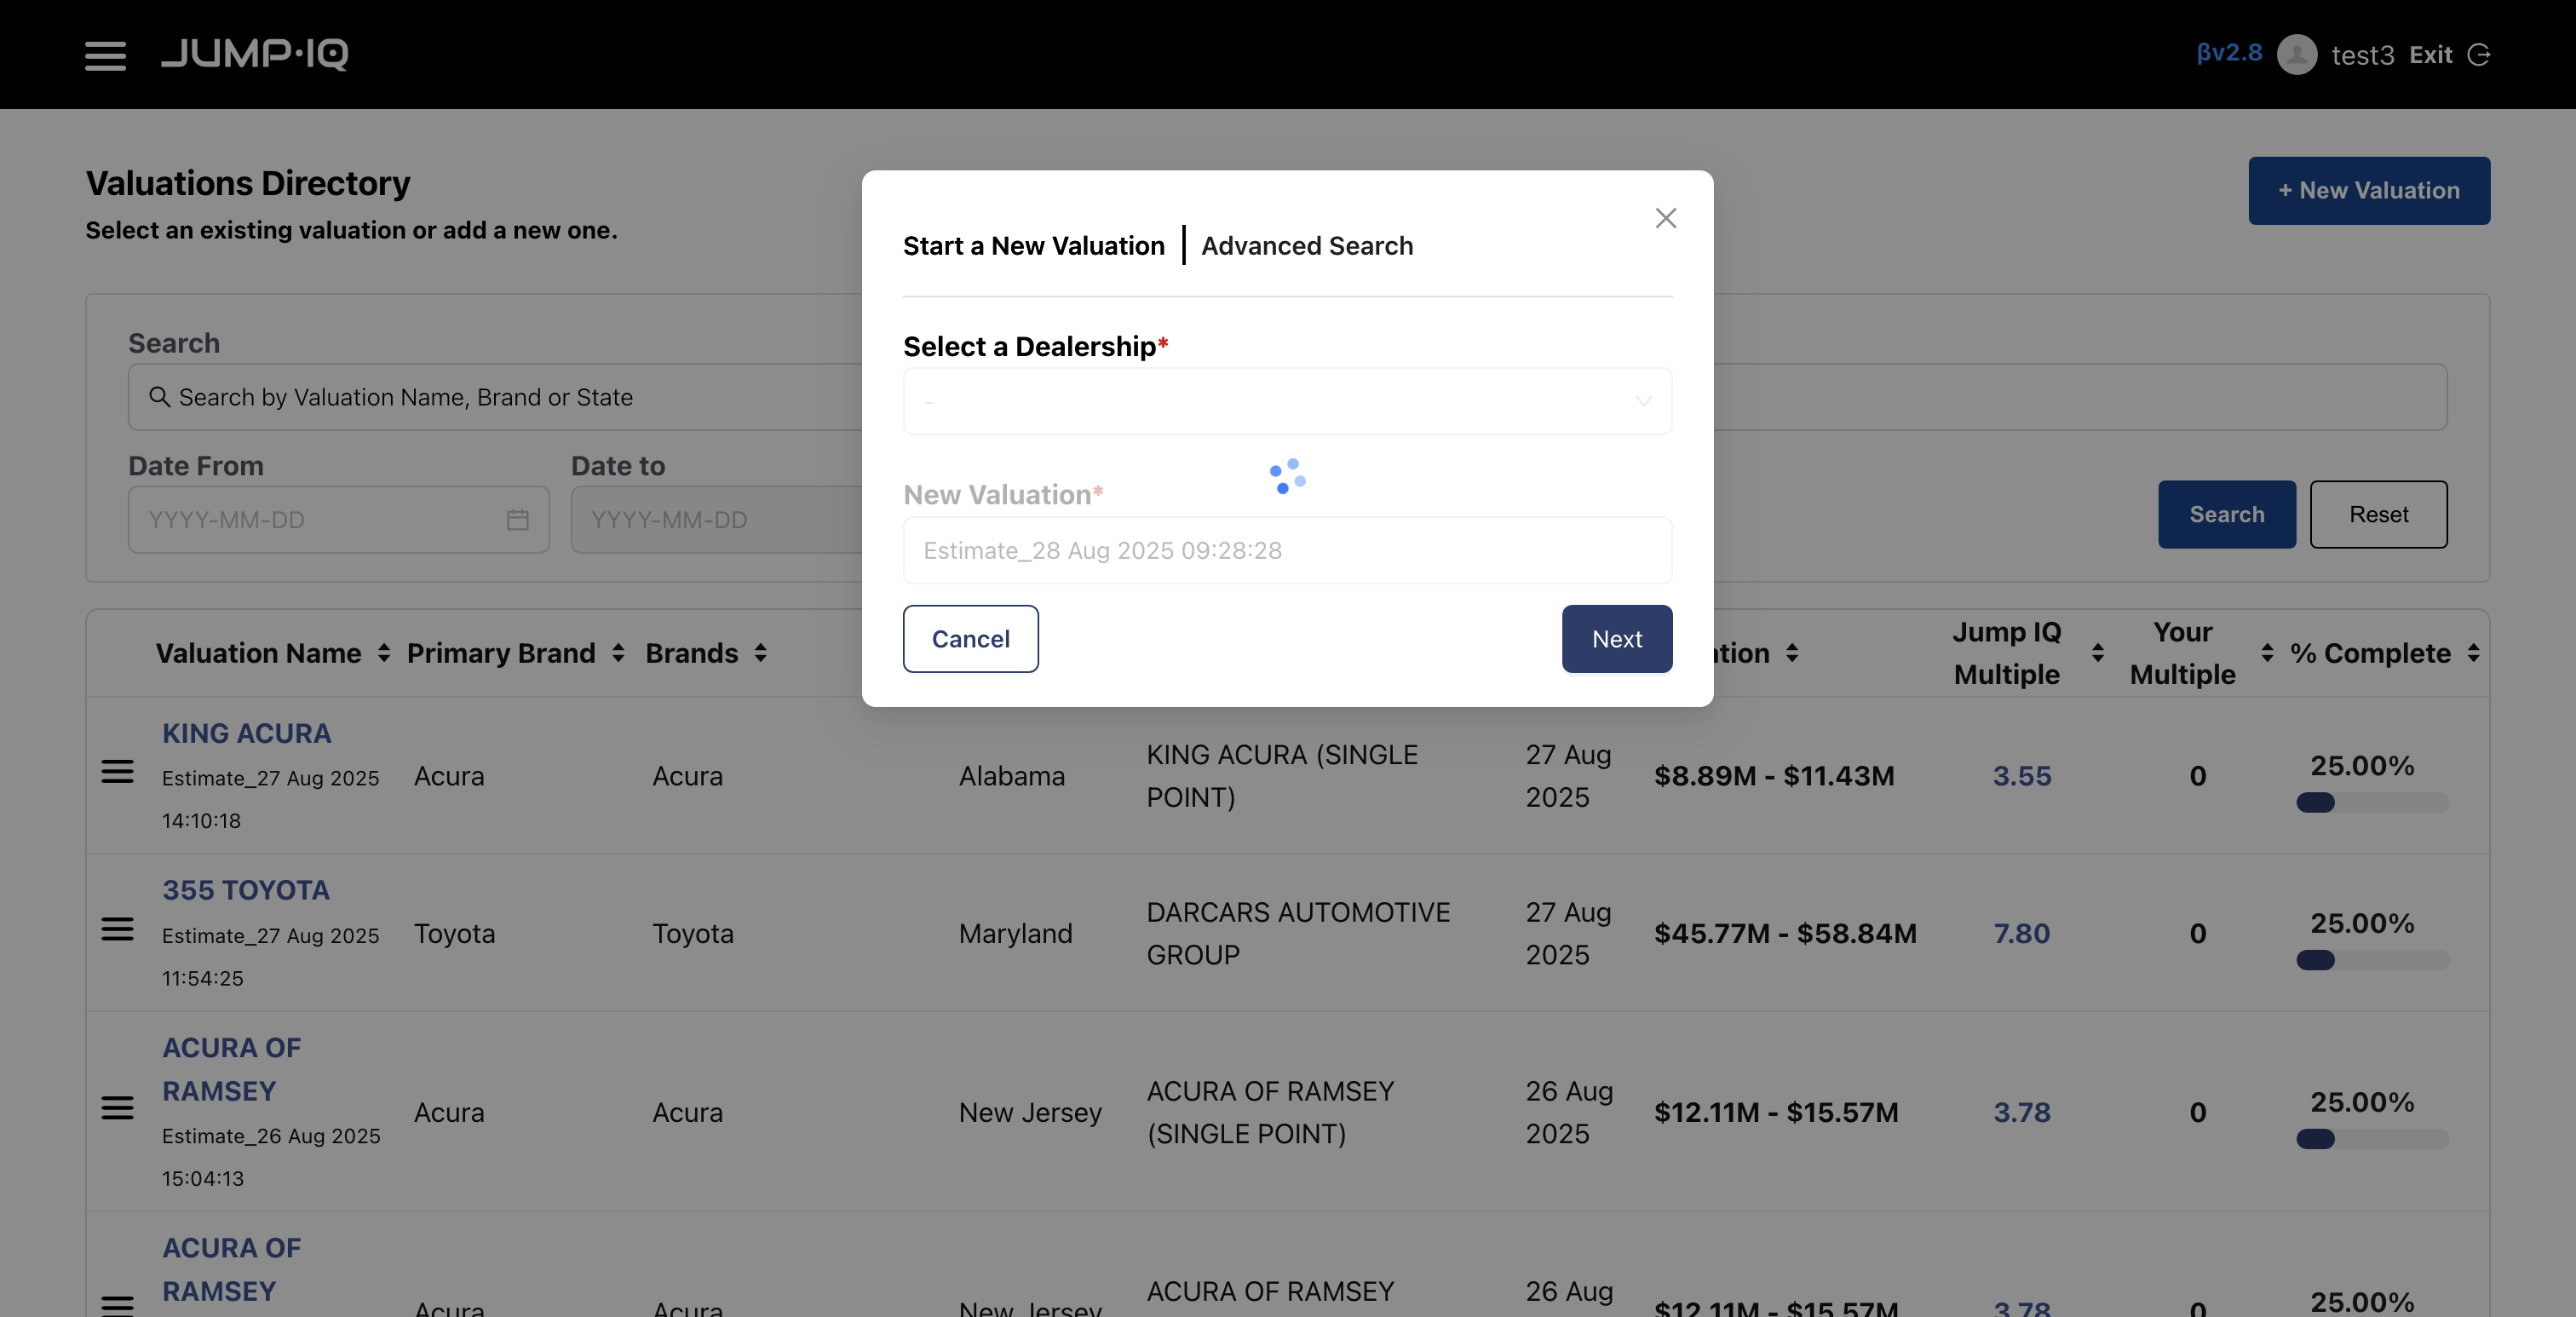 JUMP·IQ
βv2.8
test3
Exit
Valuations Directory
Select an existing valuation or add a new one.
+ New Valuation
Start a New Valuation
Advanced Search
Select a Dealership*
-
New Valuation*
Estimate_28 Aug 2025 09:28:28
Cancel
Next
Search
Search by Valuation Name, Brand or State
Date From
Date to
YYYY-MM-DD
YYYY-MM-DD
Search
Reset
Valuation Name
Primary Brand
Brands
Jump IQ
Multiple
Your
Multiple
% Complete
KING ACURA
Estimate_27 Aug 2025
14:10:18
Acura
Acura
Alabama
KING ACURA (SINGLE
POINT)
27 Aug
2025
$8.89M - $11.43M
3.55
0
25.00%
355 TOYOTA
Estimate_27 Aug 2025
11:54:25
Toyota
Toyota
Maryland
DARCARS AUTOMOTIVE
GROUP
27 Aug
2025
$45.77M - $58.84M
7.80
0
25.00%
ACURA OF
RAMSEY
Estimate_26 Aug 2025
15:04:13
Acura
Acura
New Jersey
ACURA OF RAMSEY
(SINGLE POINT)
26 Aug
2025
$12.11M - $15.57M
3.78
0
25.00%
ACURA OF
RAMSEY
Acura
Acura
New Jersey
ACURA OF RAMSEY
26 Aug
$12.11M - $15.57M
3.78
0
25.00%